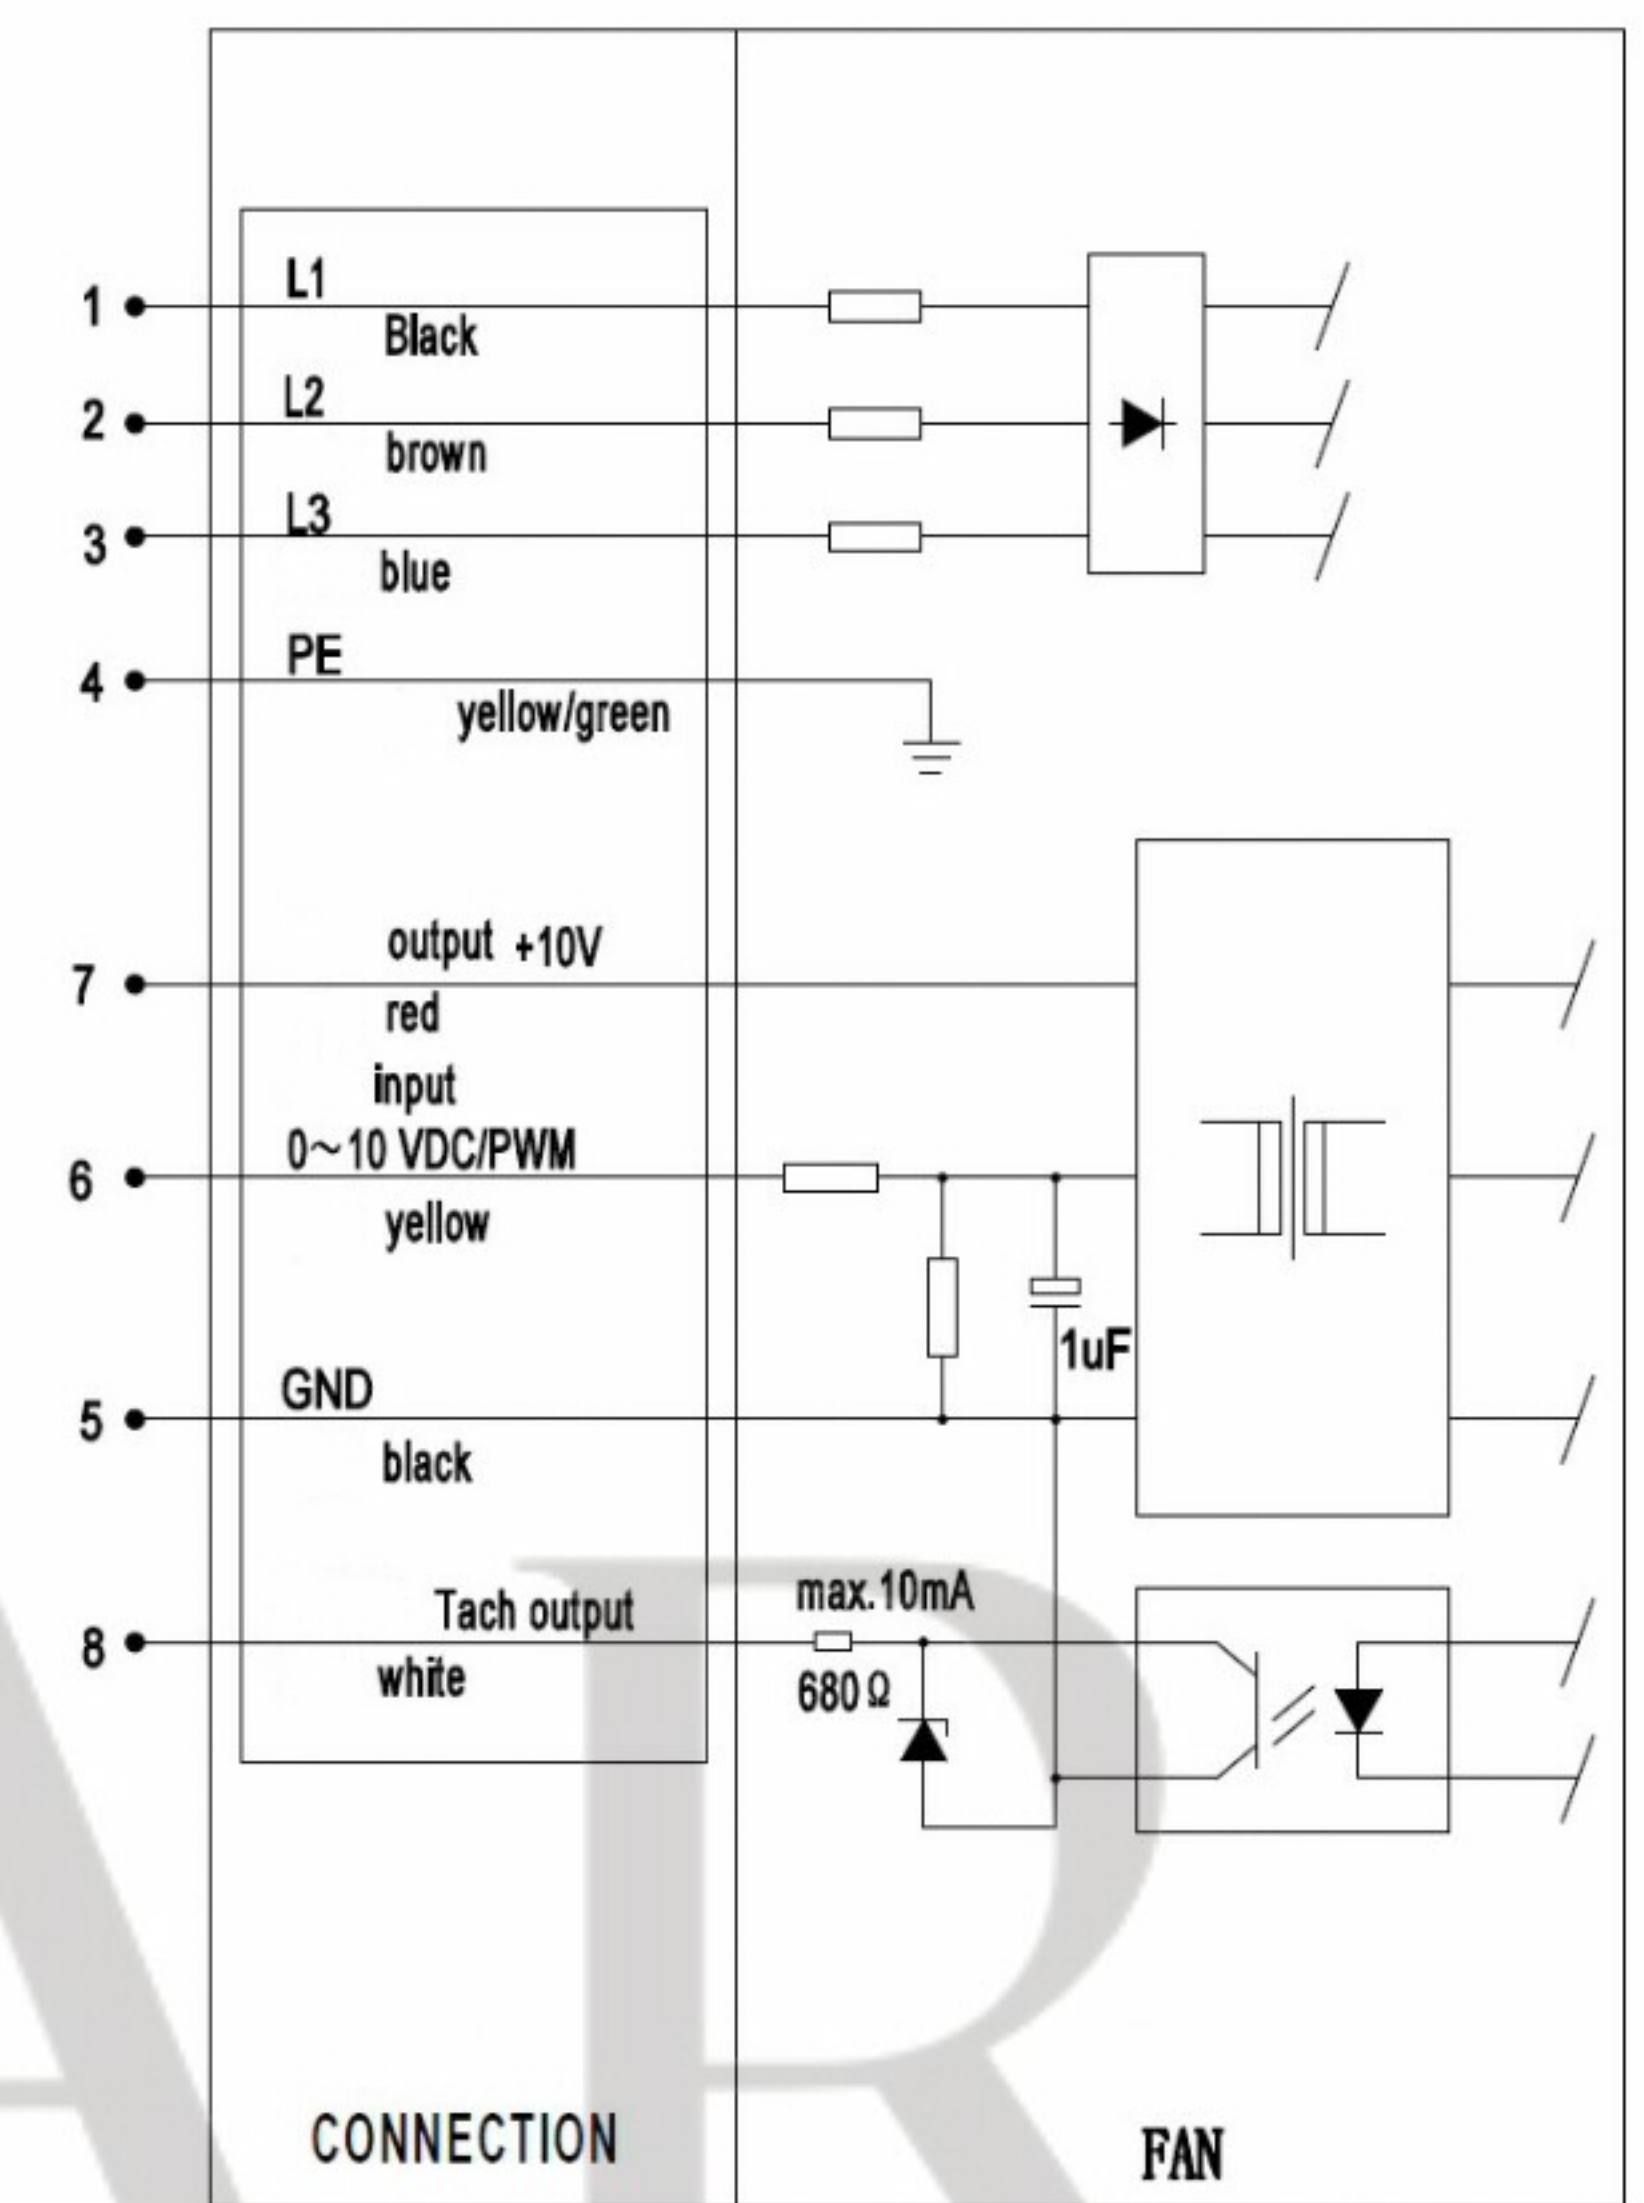 L1
1
Black
L2
2
brown
L3
3
blue
PE
4
yellow/green
output +10V
7
red
input
0~10 VDC/PWM
6
yellow
1uF
GND
5
black
max.10mA
Tach output
8
white
680Ω
CONNECTION
FAN